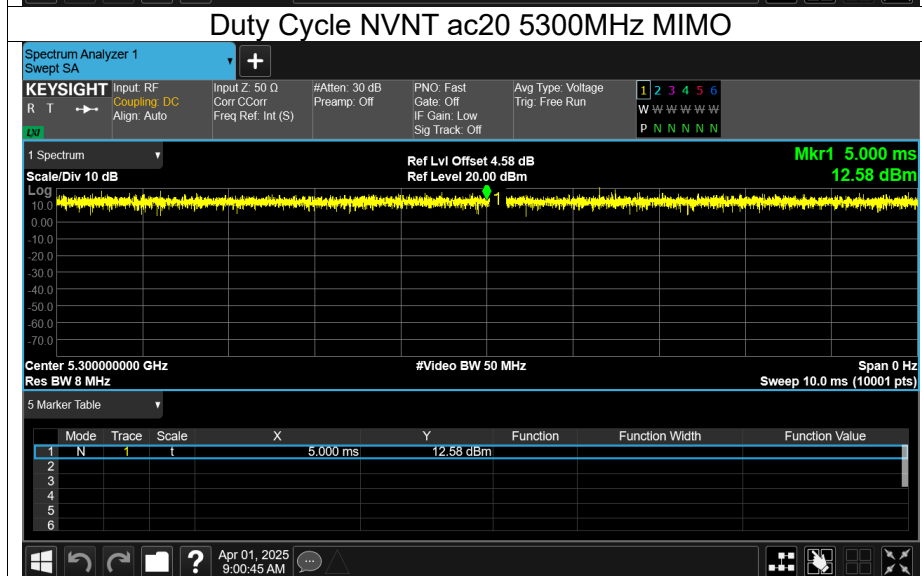 Duty Cycle NVNT ac20 5300MHz MIMO
Spectrum Analyzer 1
Swept SA
+
KEYSIGHT Input: RF Input Z: 50 Ω #Atten: 30 dB PNO: Fast Avg Type: Voltage 1 2 3 4 5 6
R T Coupling: DC Corr CCorr Preamp: Off Gate: Off Trig: Free Run W W W W W W
Align: Auto Freq Ref: Int (S) IF Gain: Low
LXI Sig Track: Off P N N N N N
1 Spectrum Ref Lvl Offset 4.58 dB Mkr1 5.000 ms
Scale/Div 10 dB Ref Level 20.00 dBm 12.58 dBm
Log
10.0 1
0.00
-10.0
-20.0
-30.0
-40.0
-50.0
-60.0
-70.0
Center 5.300000000 GHz #Video BW 50 MHz Span 0 Hz
Res BW 8 MHz Sweep 10.0 ms (10001 pts)
5 Marker Table
Mode Trace Scale X Y Function Function Width Function Value
1 N 1 t 5.000 ms 12.58 dBm
2
3
4
5
6
? Apr 01, 2025
9:00:45 AM